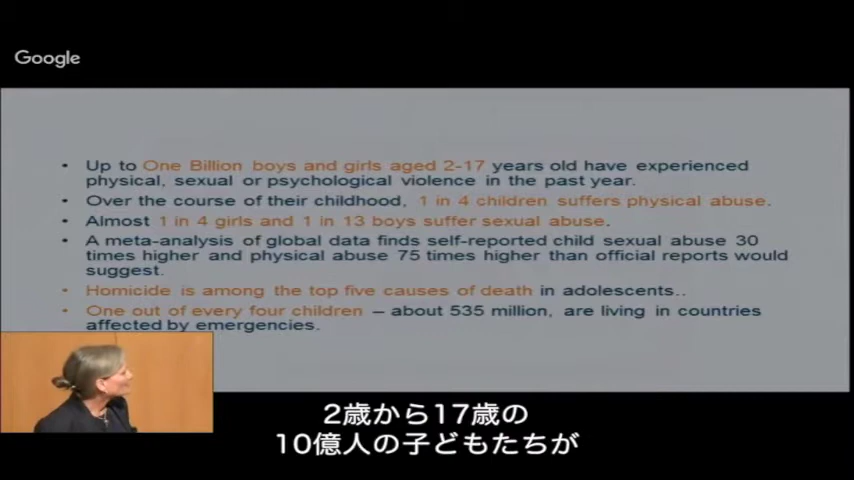 Google
• Up to One Billion boys and girls aged 2-17 years old have experienced
physical, sexual or psychological violence in the past year.
• Over the course of their childhood, 1 in 4 children suffers physical abuse.
• Almost 1 in 4 girls and 1 in 13 boys suffer sexual abuse.
• A meta-analysis of global data finds self-reported child sexual abuse 30
times higher and physical abuse 75 times higher than official reports would
suggest.
• Homicide is among the top five causes of death in adolescents..
• One out of every four children – about 535 million, are living in countries
affected by emergencies.
2歳から17歳の
10億人の子どもたちが